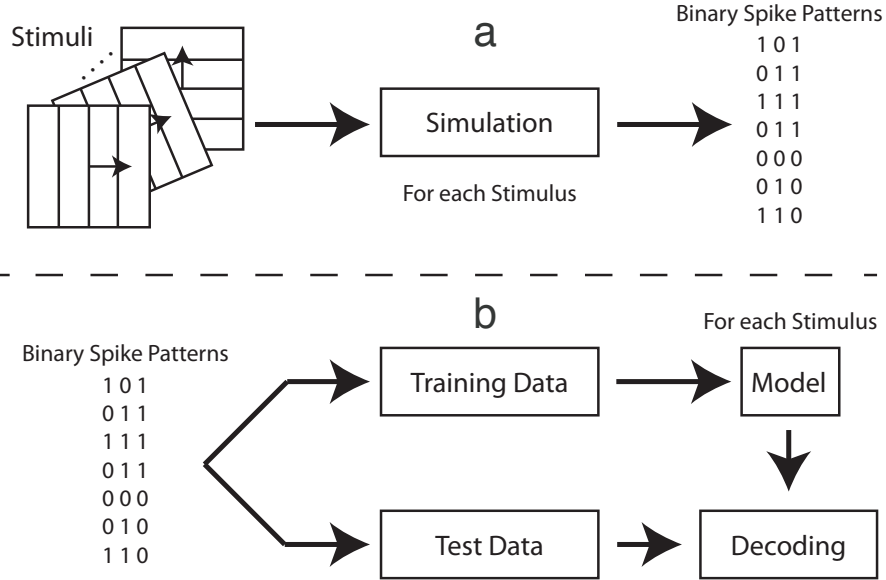 a
Stimuli
Simulation
For each Stimulus
Binary Spike Patterns
1 0 1
0 1 1
1 1 1
0 1 1
0 0 0
0 1 0
1 1 0
b
Binary Spike Patterns
1 0 1
0 1 1
1 1 1
0 1 1
0 0 0
0 1 0
1 1 0
Training Data
For each Stimulus
Model
Test Data
Decoding